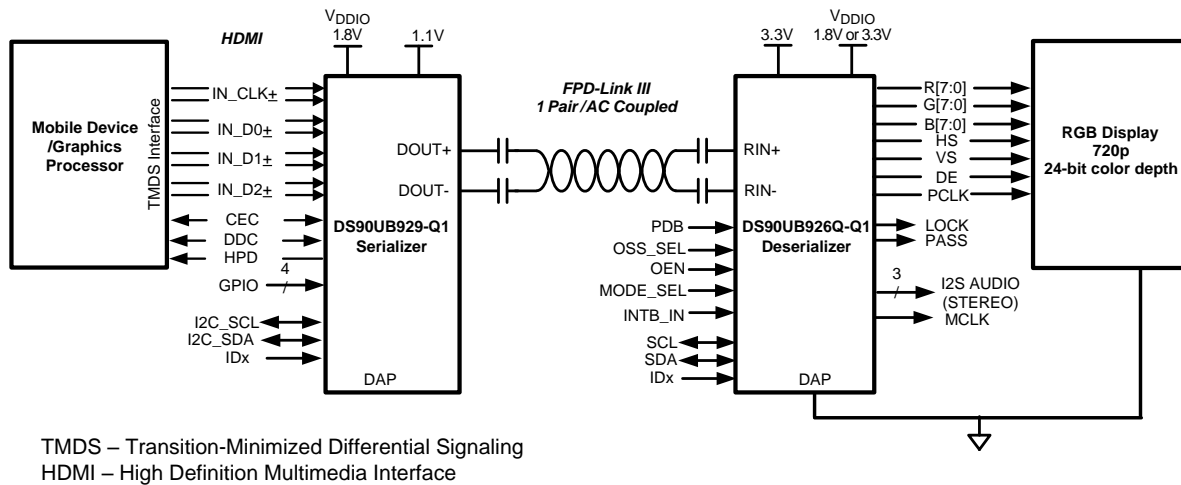 HDMI
VDDIO
1.8V
1.1V
Mobile Device
/Graphics
Processor
TMDS Interface
IN_CLK±
IN_D0±
IN_D1±
IN_D2±
CEC
DDC
HPD
4
GPIO
I2C_SCL
I2C_SDA
IDx
DOUT+
DOUT-
DS90UB929-Q1
Serializer
DAP
FPD-Link III
1 Pair /AC Coupled
3.3V
VDDIO
1.8V or 3.3V
RIN+
RIN-
DS90UB926Q-Q1
Deserializer
DAP
PDB
OSS_SEL
OEN
MODE_SEL
INTB_IN
SCL
SDA
IDx
R[7:0]
G[7:0]
B[7:0]
HS
VS
DE
PCLK
LOCK
PASS
3
I2S AUDIO
(STEREO)
MCLK
RGB Display
720p
24-bit color depth
TMDS – Transition-Minimized Differential Signaling
HDMI – High Definition Multimedia Interface